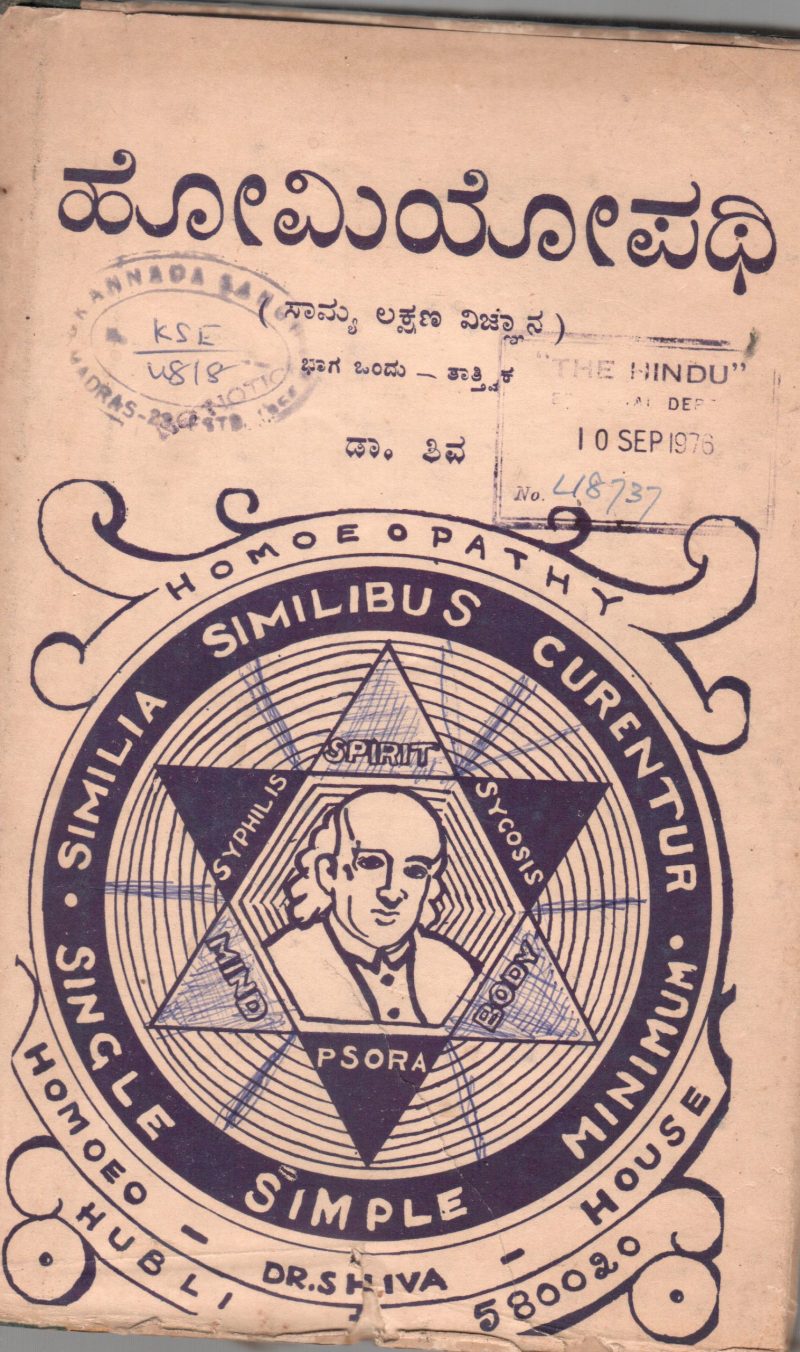 ಹೋಮಿಯೋಪಥಿ
( ಸಾಮ್ಯ ಲಕ್ಷಣ ವಿಜ್ಞಾನ )
ಭಾಗ ಒಂದು – ತಾತ್ತ್ವಿಕ
ಡಾ. ಶಿವ
KANNADA
KSE
4818
MADRAS-
"THE HINDU"
10 SEP 1976
No. 48737
HOMOEOPATHY
• SIMILIA SIMILIBUS CURENTUR •
SINGLE SIMPLE MINIMUM
SPIRIT
SYPHILIS
SYCOSIS
MIND
BODY
PSORA
HOMOEO – DR. SHIVA – HOUSE
HUBLI 580020